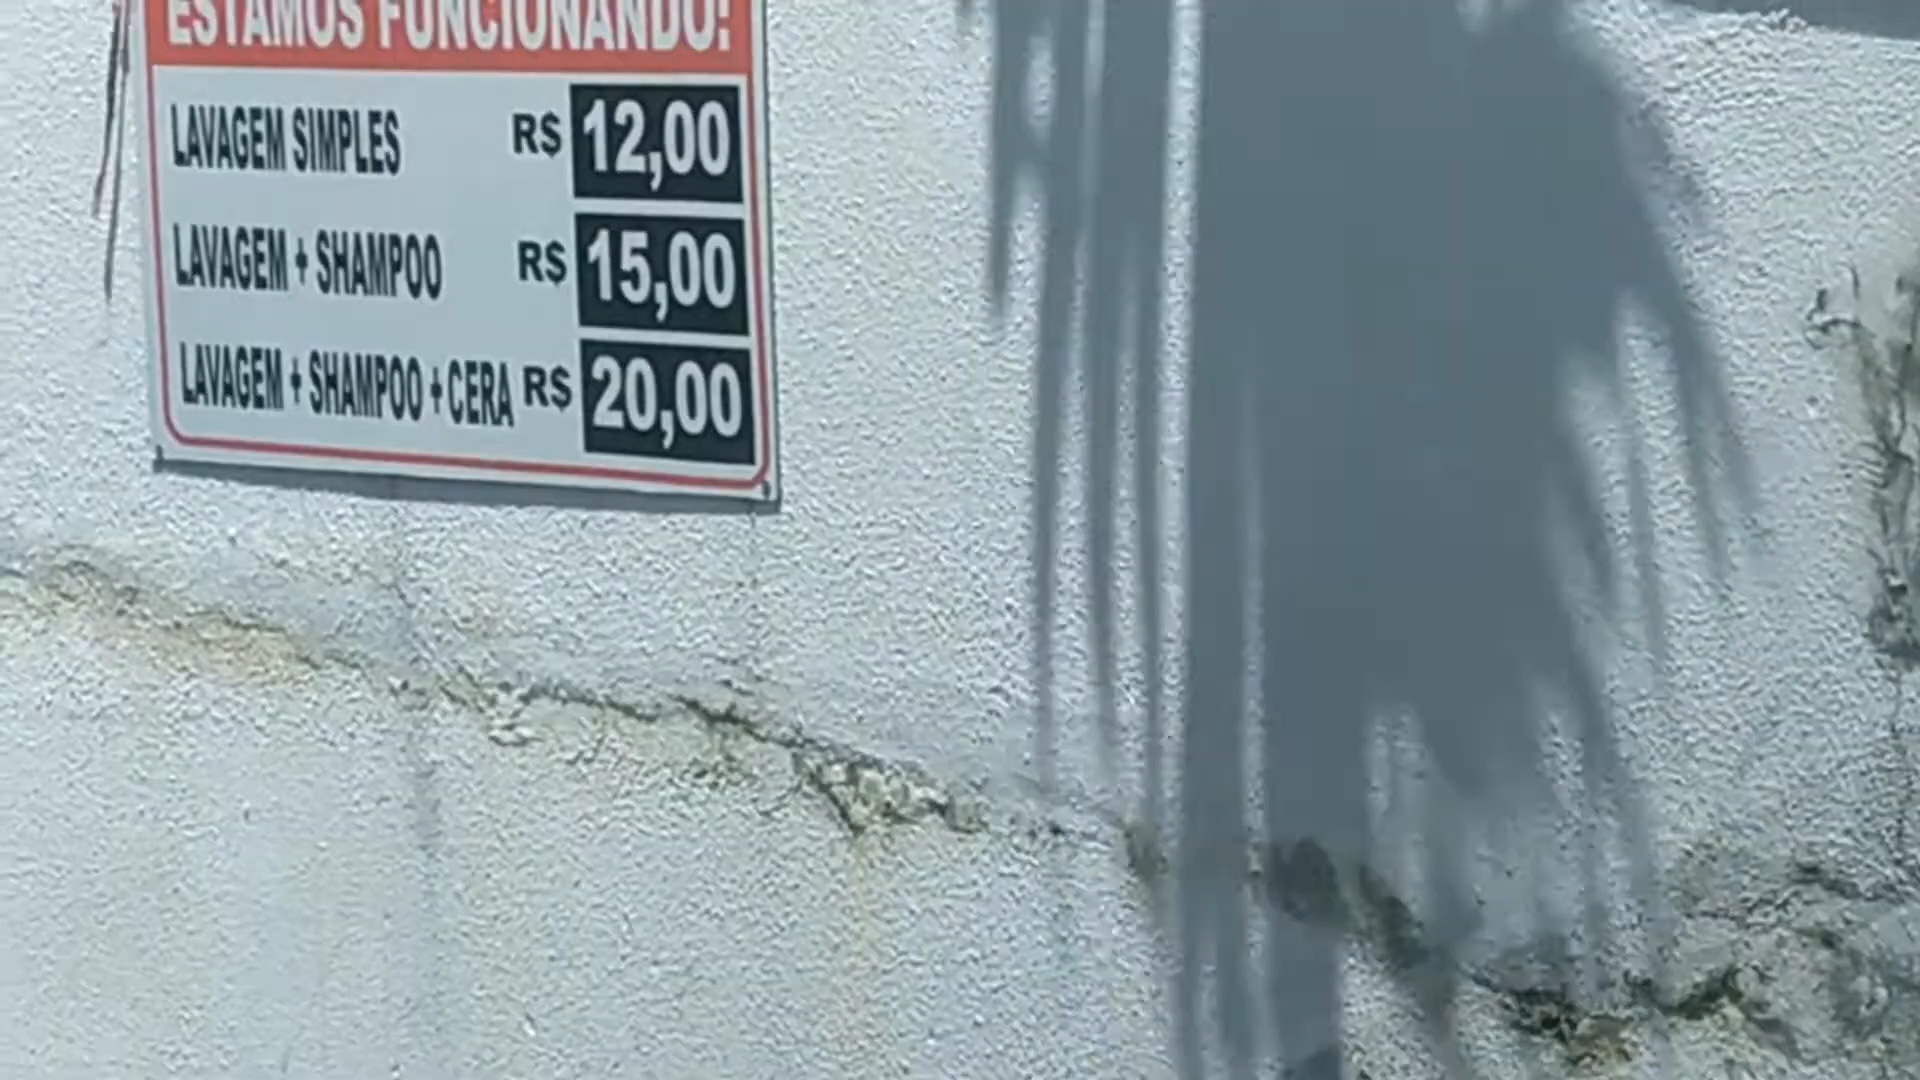 ESTAMOS FUNCIONANDO!
LAVAGEM SIMPLES R$ 12,00
LAVAGEM + SHAMPOO R$ 15,00
LAVAGEM + SHAMPOO + CERA R$ 20,00